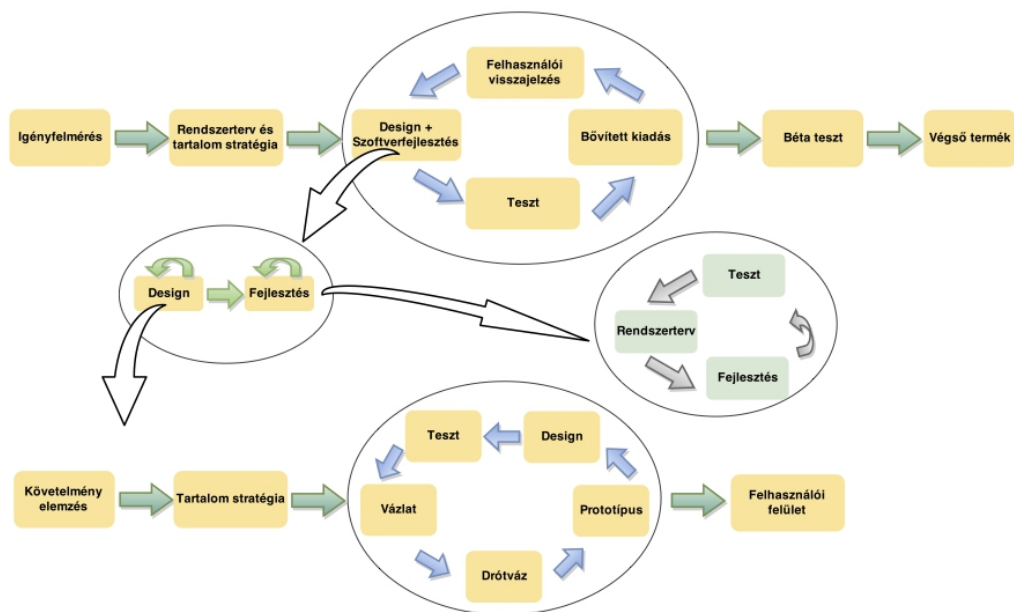 Felhasználói
visszajelzés
Igényfelmérés
Rendszerterv és
tartalom stratégia
Design +
Szoftverfejlesztés
Bővített kiadás
Béta teszt
Végső termék
Teszt
Design
Fejlesztés
Teszt
Rendszerterv
Fejlesztés
Teszt
Design
Követelmény
elemzés
Tartalom stratégia
Vázlat
Prototípus
Felhasználói
felület
Drótváz